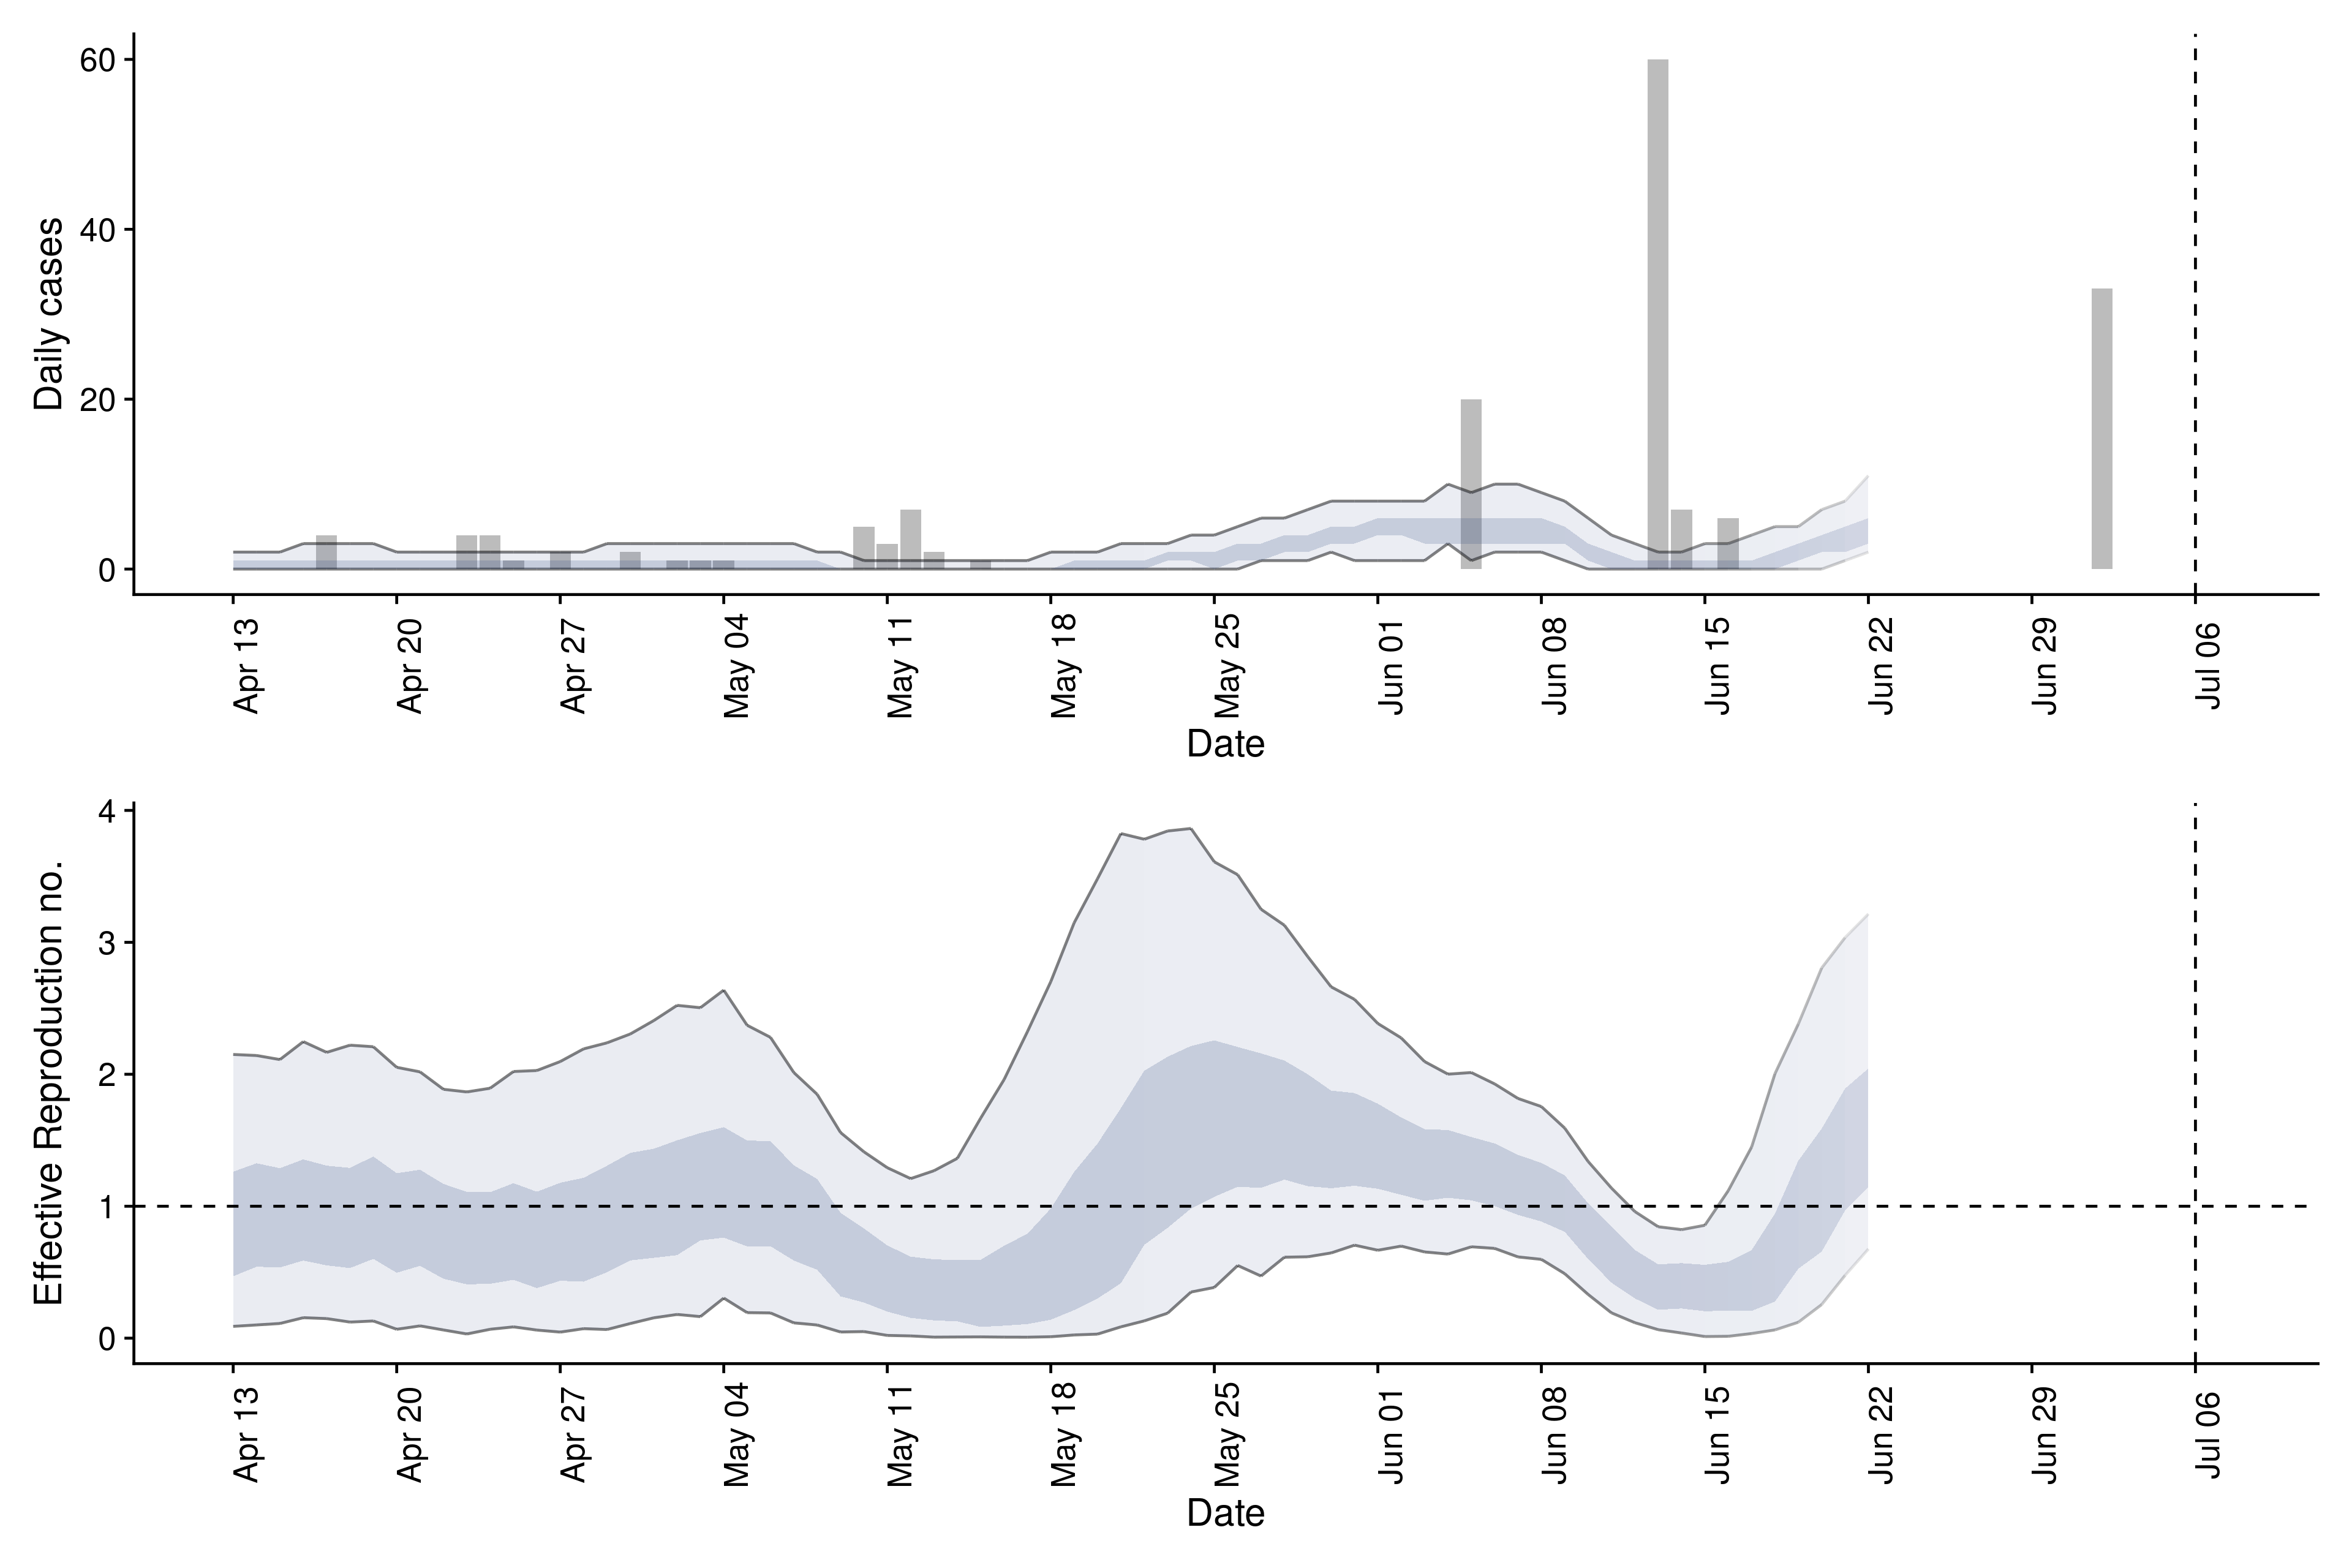 Daily cases
60
40
20
0
Apr 13
Apr 20
Apr 27
May 04
May 11
May 18
May 25
Jun 01
Jun 08
Jun 15
Jun 22
Jun 29
Jul 06
Date
Effective Reproduction no.
4
3
2
1
0
Apr 13
Apr 20
Apr 27
May 04
May 11
May 18
May 25
Jun 01
Jun 08
Jun 15
Jun 22
Jun 29
Jul 06
Date